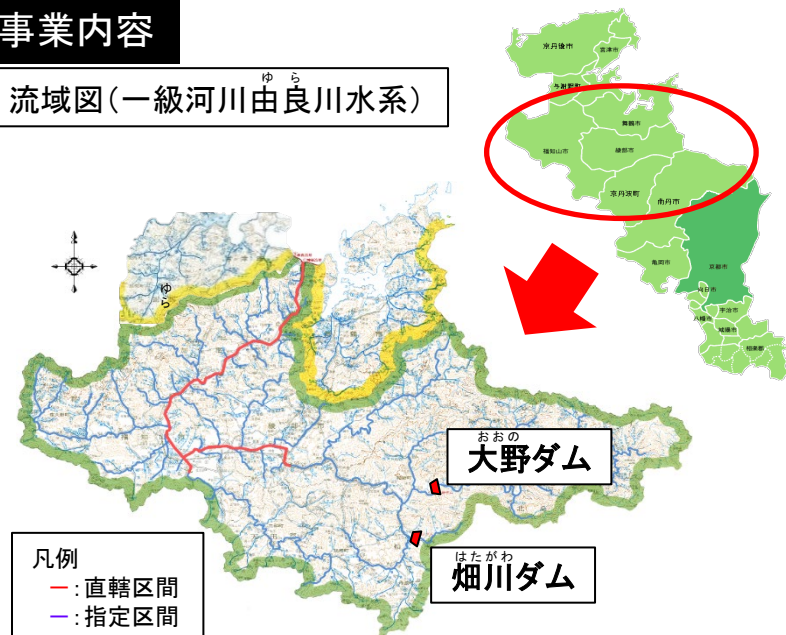 事業内容
ゆ ら
流域図(一級河川由良川水系)
京丹後市
宮津市
与謝野町
舞鶴市
福知山市
綾部市
京丹波町
南丹市
亀岡市
京都市
向日市
宇治市
八幡市
城陽市
相楽郡
ゆら
おおの
大野ダム
はたがわ
畑川ダム
凡例
ー:直轄区間
ー:指定区間